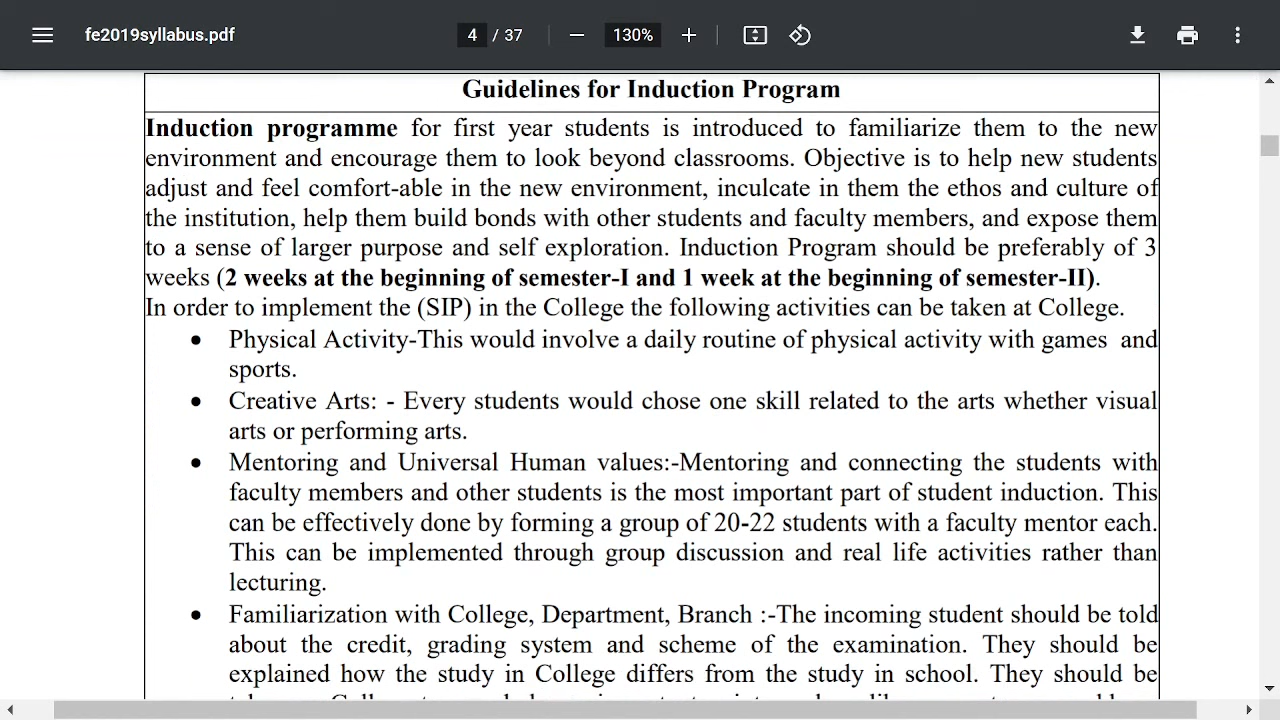 fe2019syllabus.pdf
4 / 37
130%
Guidelines for Induction Program
Induction programme for first year students is introduced to familiarize them to the new
environment and encourage them to look beyond classrooms. Objective is to help new students
adjust and feel comfort-able in the new environment, inculcate in them the ethos and culture of
the institution, help them build bonds with other students and faculty members, and expose them
to a sense of larger purpose and self exploration. Induction Program should be preferably of 3
weeks (2 weeks at the beginning of semester-I and 1 week at the beginning of semester-II).
In order to implement the (SIP) in the College the following activities can be taken at College.
• Physical Activity-This would involve a daily routine of physical activity with games and
sports.
• Creative Arts: - Every students would chose one skill related to the arts whether visual
arts or performing arts.
• Mentoring and Universal Human values:-Mentoring and connecting the students with
faculty members and other students is the most important part of student induction. This
can be effectively done by forming a group of 20-22 students with a faculty mentor each.
This can be implemented through group discussion and real life activities rather than
lecturing.
• Familiarization with College, Department, Branch :-The incoming student should be told
about the credit, grading system and scheme of the examination. They should be
explained how the study in College differs from the study in school. They should be